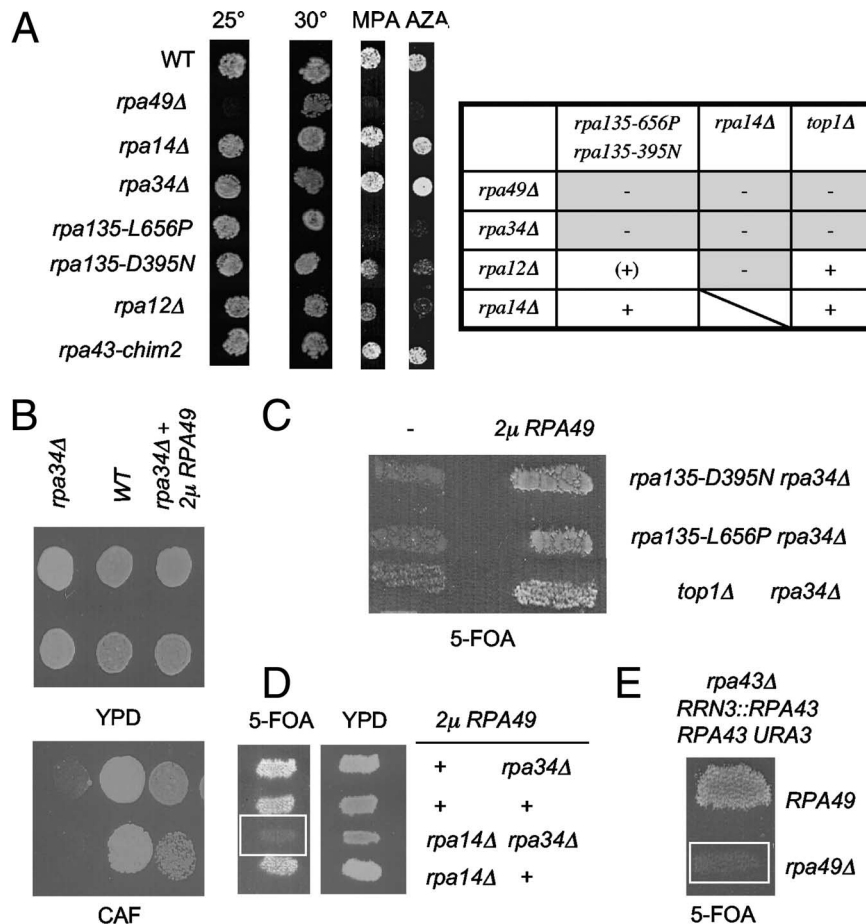 A
25° 30° MPA AZA
WT
rpa49Δ
rpa14Δ
rpa34Δ
rpa135-L656P
rpa135-D395N
rpa12Δ
rpa43-chim2
rpa135-656P rpa14Δ top1Δ
rpa135-395N
rpa49Δ - - -
rpa34Δ - - -
rpa12Δ (+) - +
rpa14Δ + +
B
rpa34Δ
WT
rpa34Δ +
2μ RPA49
YPD
CAF
C
- 2μ RPA49
rpa135-D395N rpa34Δ
rpa135-L656P rpa34Δ
top1Δ rpa34Δ
5-FOA
D
5-FOA YPD 2μ RPA49
+ rpa34Δ
+ +
rpa14Δ rpa34Δ
rpa14Δ +
E
rpa43Δ
RRN3::RPA43
RPA43 URA3
RPA49
rpa49Δ
5-FOA